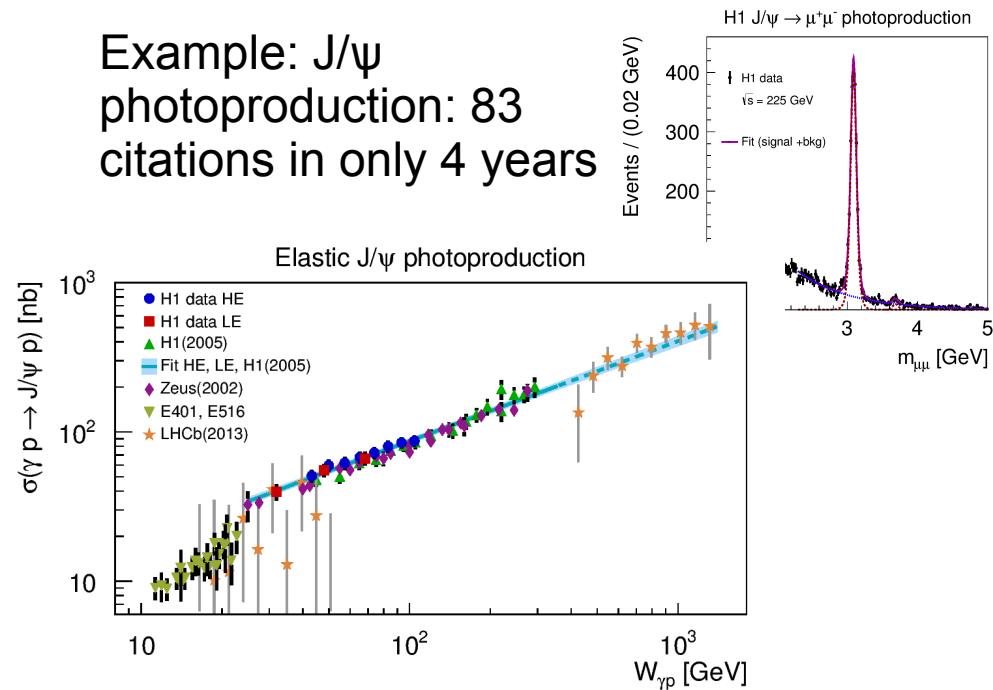 Example: J/ψ
photoproduction: 83
citations in only 4 years
H1 J/ψ → μ⁺μ⁻ photoproduction
Events / (0.02 GeV)
400
300
200
H1 data
√s = 225 GeV
Fit (signal +bkg)
3
4
5
m_μμ [GeV]
Elastic J/ψ photoproduction
σ(γ p → J/ψ p) [nb]
10³
10²
10
H1 data HE
H1 data LE
H1(2005)
Fit HE, LE, H1(2005)
Zeus(2002)
E401, E516
LHCb(2013)
10
10²
10³
W_γp [GeV]